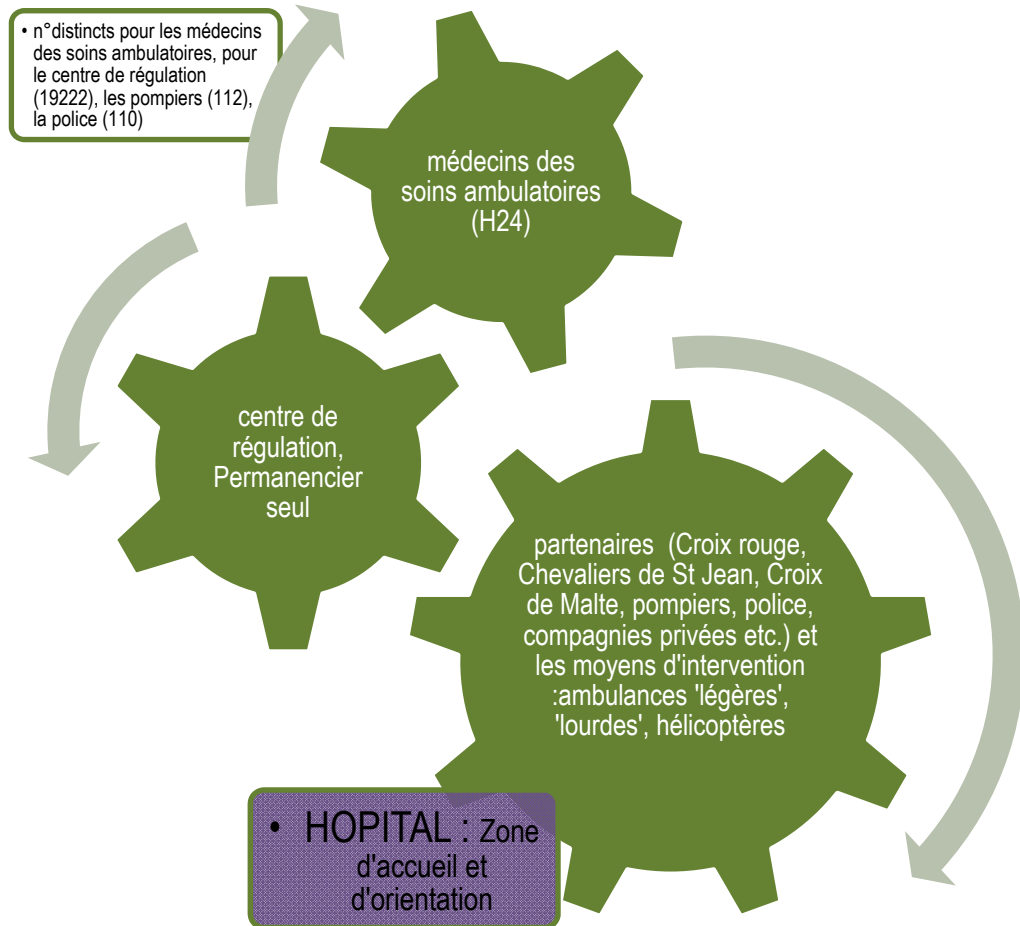 • n°distincts pour les médecins
des soins ambulatoires, pour
le centre de régulation
(19222), les pompiers (112),
la police (110)
médecins des
soins ambulatoires
(H24)
centre de
régulation,
Permanencier
seul
partenaires (Croix rouge,
Chevaliers de St Jean, Croix
de Malte, pompiers, police,
compagnies privées etc.) et
les moyens d'intervention
:ambulances 'légères',
'lourdes', hélicoptères
• HOPITAL : Zone
d'accueil et
d'orientation